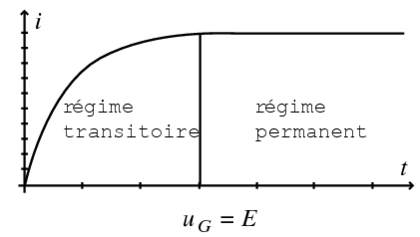 i
régime
transitoire
régime
permanent
t
u_G = E